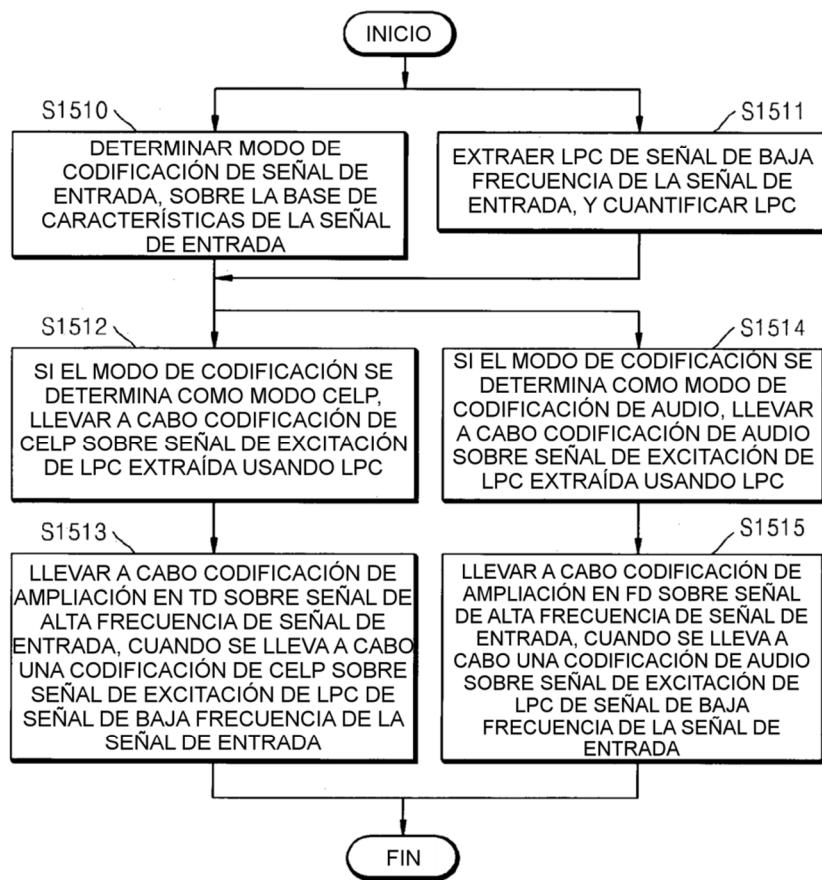 INICIO
S1510
DETERMINAR MODO DE
CODIFICACIÓN DE SEÑAL DE
ENTRADA, SOBRE LA BASE DE
CARACTERÍSTICAS DE LA SEÑAL
DE ENTRADA
S1511
EXTRAER LPC DE SEÑAL DE BAJA
FRECUENCIA DE LA SEÑAL DE
ENTRADA, Y CUANTIFICAR LPC
S1512
SI EL MODO DE CODIFICACIÓN SE
DETERMINA COMO MODO CELP,
LLEVAR A CABO CODIFICACIÓN DE
CELP SOBRE SEÑAL DE EXCITACIÓN
DE LPC EXTRAÍDA USANDO LPC
S1514
SI EL MODO DE CODIFICACIÓN SE
DETERMINA COMO MODO DE
CODIFICACIÓN DE AUDIO, LLEVAR
A CABO CODIFICACIÓN DE AUDIO
SOBRE SEÑAL DE EXCITACIÓN DE
LPC EXTRAÍDA USANDO LPC
S1513
LLEVAR A CABO CODIFICACIÓN DE
AMPLIACIÓN EN TD SOBRE SEÑAL DE
ALTA FRECUENCIA DE SEÑAL DE
ENTRADA, CUANDO SE LLEVA A CABO
UNA CODIFICACIÓN DE CELP SOBRE
SEÑAL DE EXCITACIÓN DE LPC DE
SEÑAL DE BAJA FRECUENCIA DE LA
SEÑAL DE ENTRADA
S1515
LLEVAR A CABO CODIFICACIÓN DE
AMPLIACIÓN EN FD SOBRE SEÑAL
DE ALTA FRECUENCIA DE SEÑAL DE
ENTRADA, CUANDO SE LLEVA A
CABO UNA CODIFICACIÓN DE AUDIO
SOBRE SEÑAL DE EXCITACIÓN DE
LPC DE SEÑAL DE BAJA
FRECUENCIA DE LA SEÑAL DE
ENTRADA
FIN